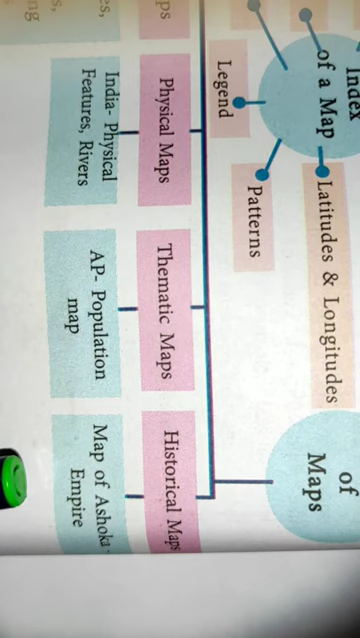 Index
of a Map
Legend
Patterns
Latitudes & Longitudes
of
Maps
Physical Maps
Thematic Maps
Historical Maps
India- Physical
Features, Rivers
AP- Population
map
Map of Ashoka
Empire